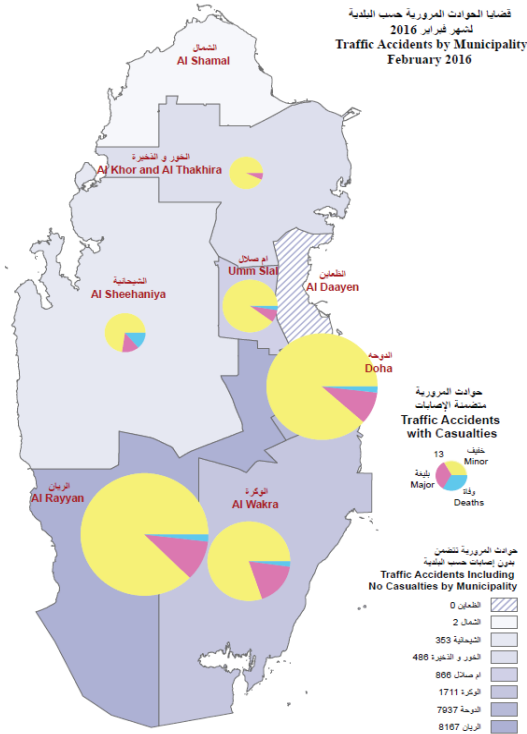 قضايا الحوادث المرورية حسب البلدية
لشهر فبراير 2016
Traffic Accidents by Municipality
February 2016
الشمال
Al Shamal
الخور و الذخيرة
Al Khor and Al Thakhira
ام صلال
Umm Slal
الظعاين
Al Daayen
الشيحانية
Al Sheehaniya
الدوحه
Doha
الريان
Al Rayyan
الوكرة
Al Wakra
حوادث المرورية
متضمنة الإصابات
Traffic Accidents
with Casualties
13
خفيف
Minor
بليغة
Major
وفاة
Deaths
حوادث المرورية تتضمن
بدون إصابات حسب البلدية
Traffic Accidents Including
No Casualties by Municipality
الظعاين 0
الشمال 2
الشيحانية 353
الخور و الذخيرة 486
ام صلال 866
الوكرة 1711
الدوحة 7937
الريان 8167